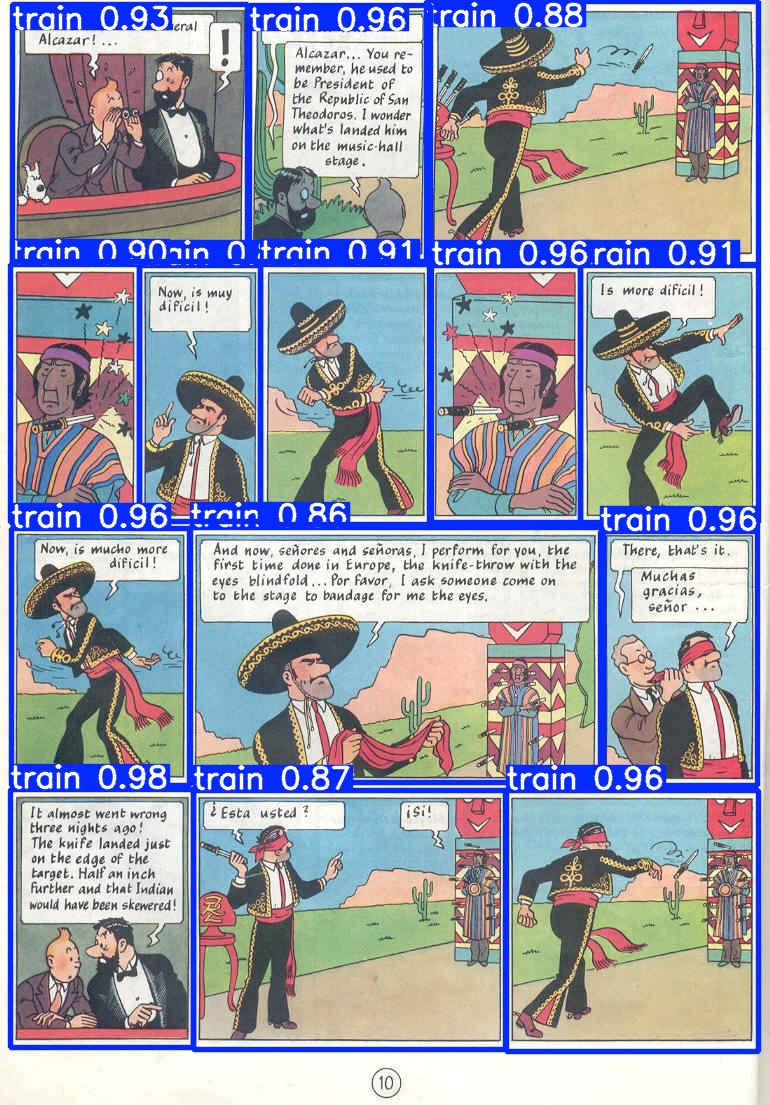 train 0.93
eral
Alcazar! ...
!
train 0.96
Alcazar... You re-
member, he used to
be President of
the Republic of San
Theodoros. I wonder
what's landed him
on the music-hall
stage.
train 0.88
train 0.90
ain 0.
Now, is muy
dificil!
train 0.91
train 0.96
rain 0.91
Is more dificil!
train 0.96
Now, is mucho more
dificil!
train 0.86
And now, señores and señoras, I perform for you, the
first time done in Europe, the knife-throw with the
eyes blindfold... Por favor, I ask someone come on
to the stage to bandage for me the eyes.
train 0.96
There, that's it.
Muchas
gracias,
señor ...
train 0.98
It almost went wrong
three nights ago!
The knife landed just
on the edge of the
target. Half an inch
further and that Indian
would have been skewered!
train 0.87
¿Esta usted?
¡Si!
train 0.96
10